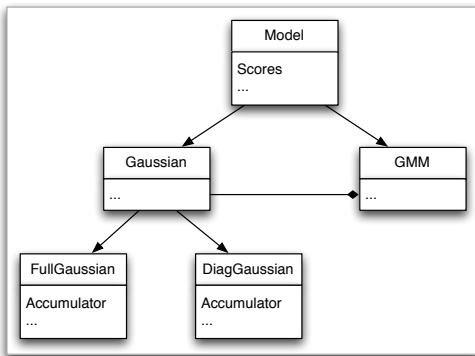 Model
Scores
...
Gaussian
...
GMM
...
FullGaussian
Accumulator
...
DiagGaussian
Accumulator
...